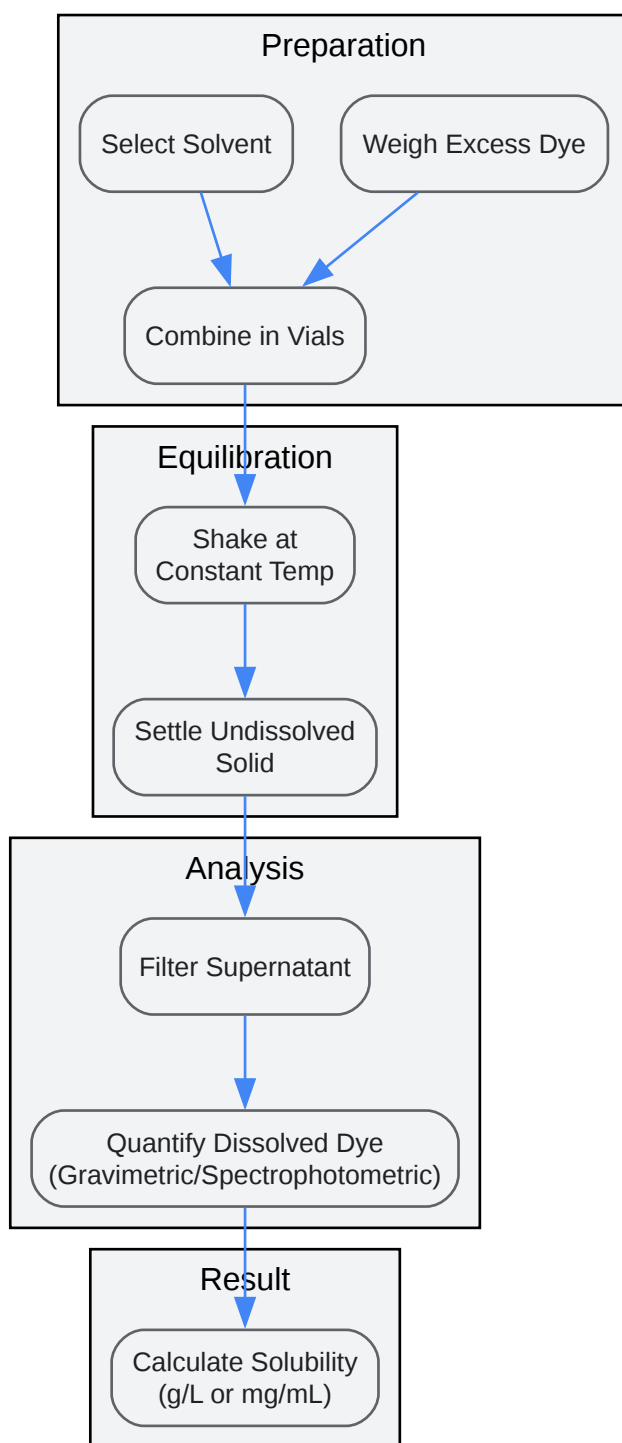 Preparation
Select Solvent
Weigh Excess Dye
Combine in Vials
Equilibration
Shake at
Constant Temp
Settle Undissolved
Solid
Analysis
Filter Supernatant
Quantify Dissolved Dye
(Gravimetric/Spectrophotometric)
Result
Calculate Solubility
(g/L or mg/mL)